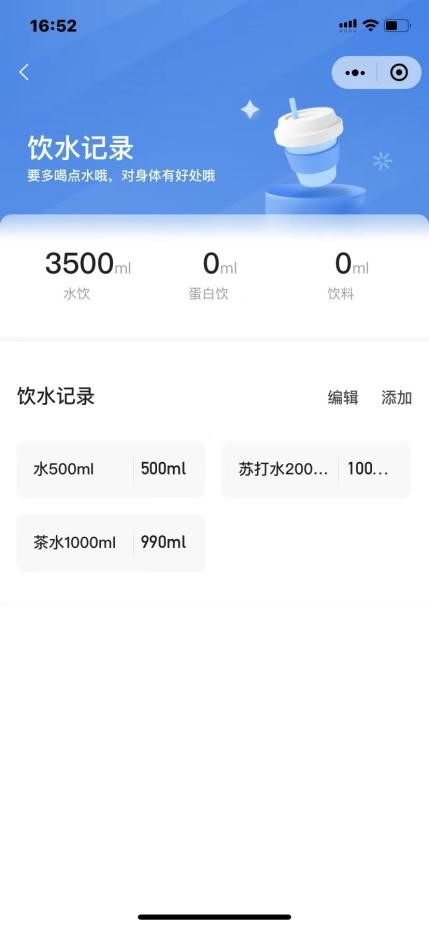 16:52
饮水记录
要多喝点水哦，对身体有好处哦
3500ml 0ml 0ml
水饮 蛋白饮 饮料
饮水记录 编辑 添加
水500ml 500ml 苏打水200... 100...
茶水1000ml 990ml